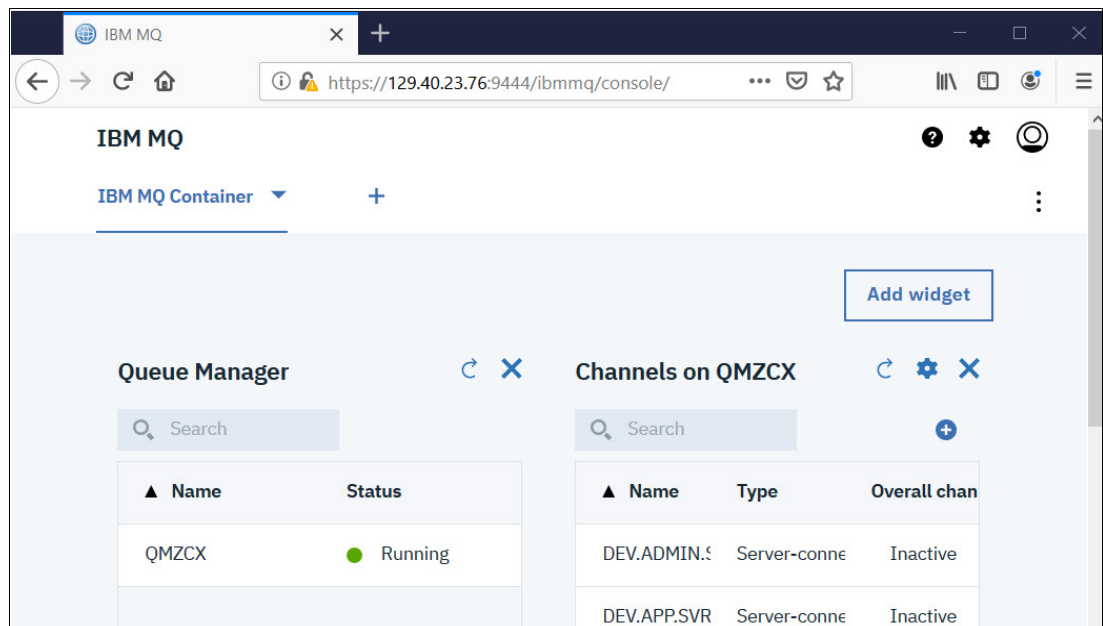 IBM MQ
https://129.40.23.76:9444/ibmmq/console/
IBM MQ
IBM MQ Container
Add widget
Queue Manager
Search
Name Status
QMZCX Running
Channels on QMZCX
Search
Name Type Overall chan
DEV.ADMIN.S Server-conne Inactive
DEV.APP.SVR Server-conne Inactive